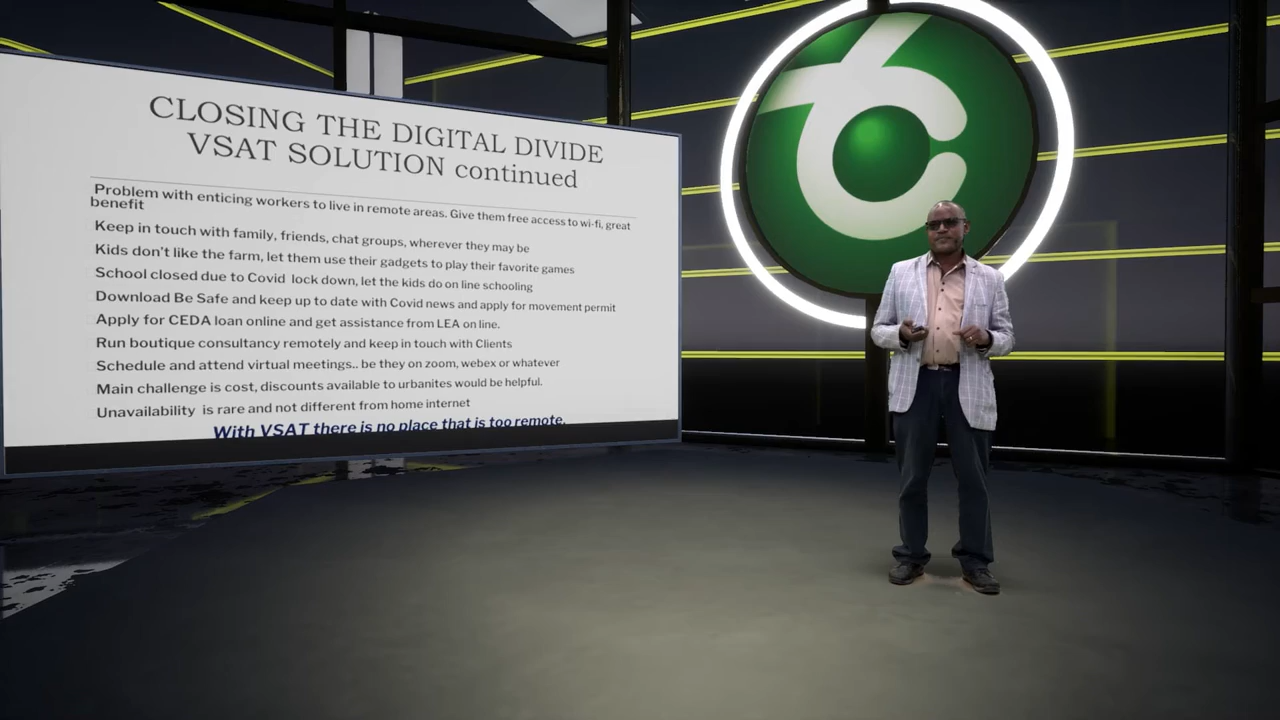 CLOSING THE DIGITAL DIVIDE
VSAT SOLUTION continued
Problem with enticing workers to live in remote areas. Give them free access to wi-fi, great
benefit
Keep in touch with family, friends, chat groups, wherever they may be
Kids don't like the farm, let them use their gadgets to play their favorite games
School closed due to Covid lock down, let the kids do on line schooling
Download Be Safe and keep up to date with Covid news and apply for movement permit
Apply for CEDA loan online and get assistance from LEA on line.
Run boutique consultancy remotely and keep in touch with Clients
Schedule and attend virtual meetings.. be they on zoom, webex or whatever
Main challenge is cost, discounts available to urbanites would be helpful.
Unavailability is rare and not different from home internet
With VSAT there is no place that is too remote.